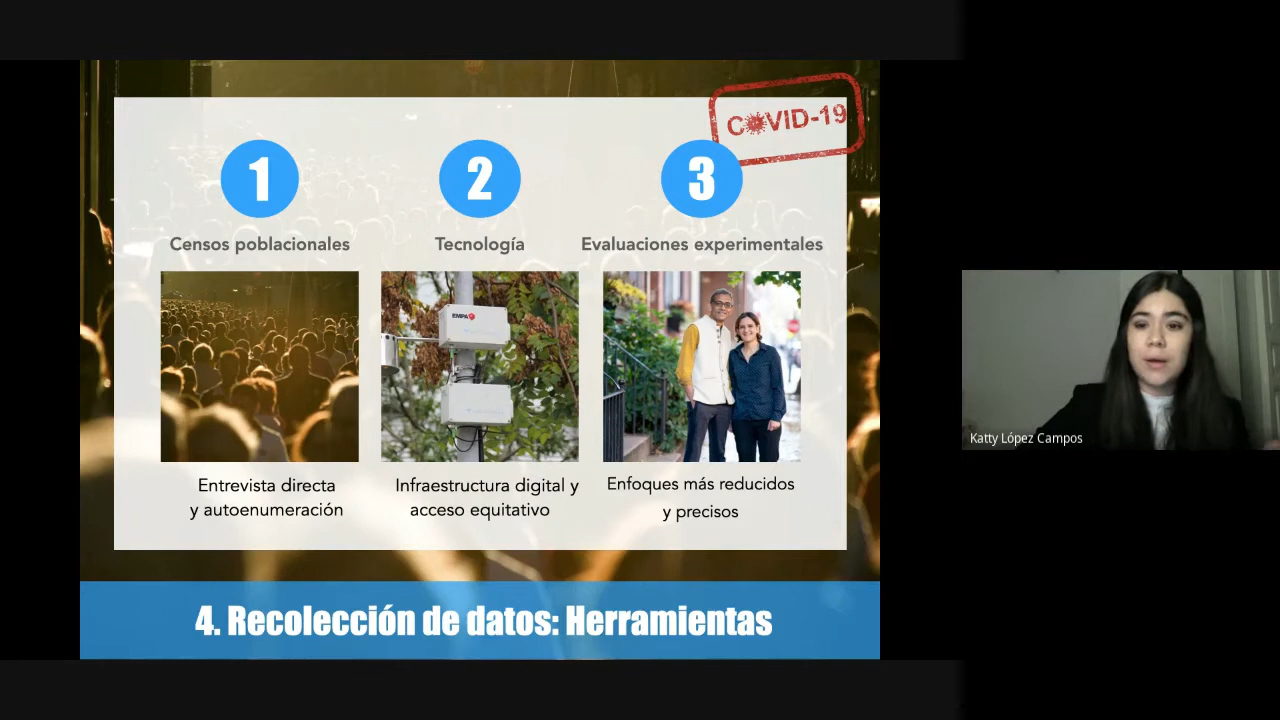 COVID-19
1
2
3
Censos poblacionales
Tecnología
Evaluaciones experimentales
EMPA
Entrevista directa
y autoenumeración
Infraestructura digital y
acceso equitativo
Enfoques más reducidos
y precisos
4. Recolección de datos: Herramientas
Katty López Campos